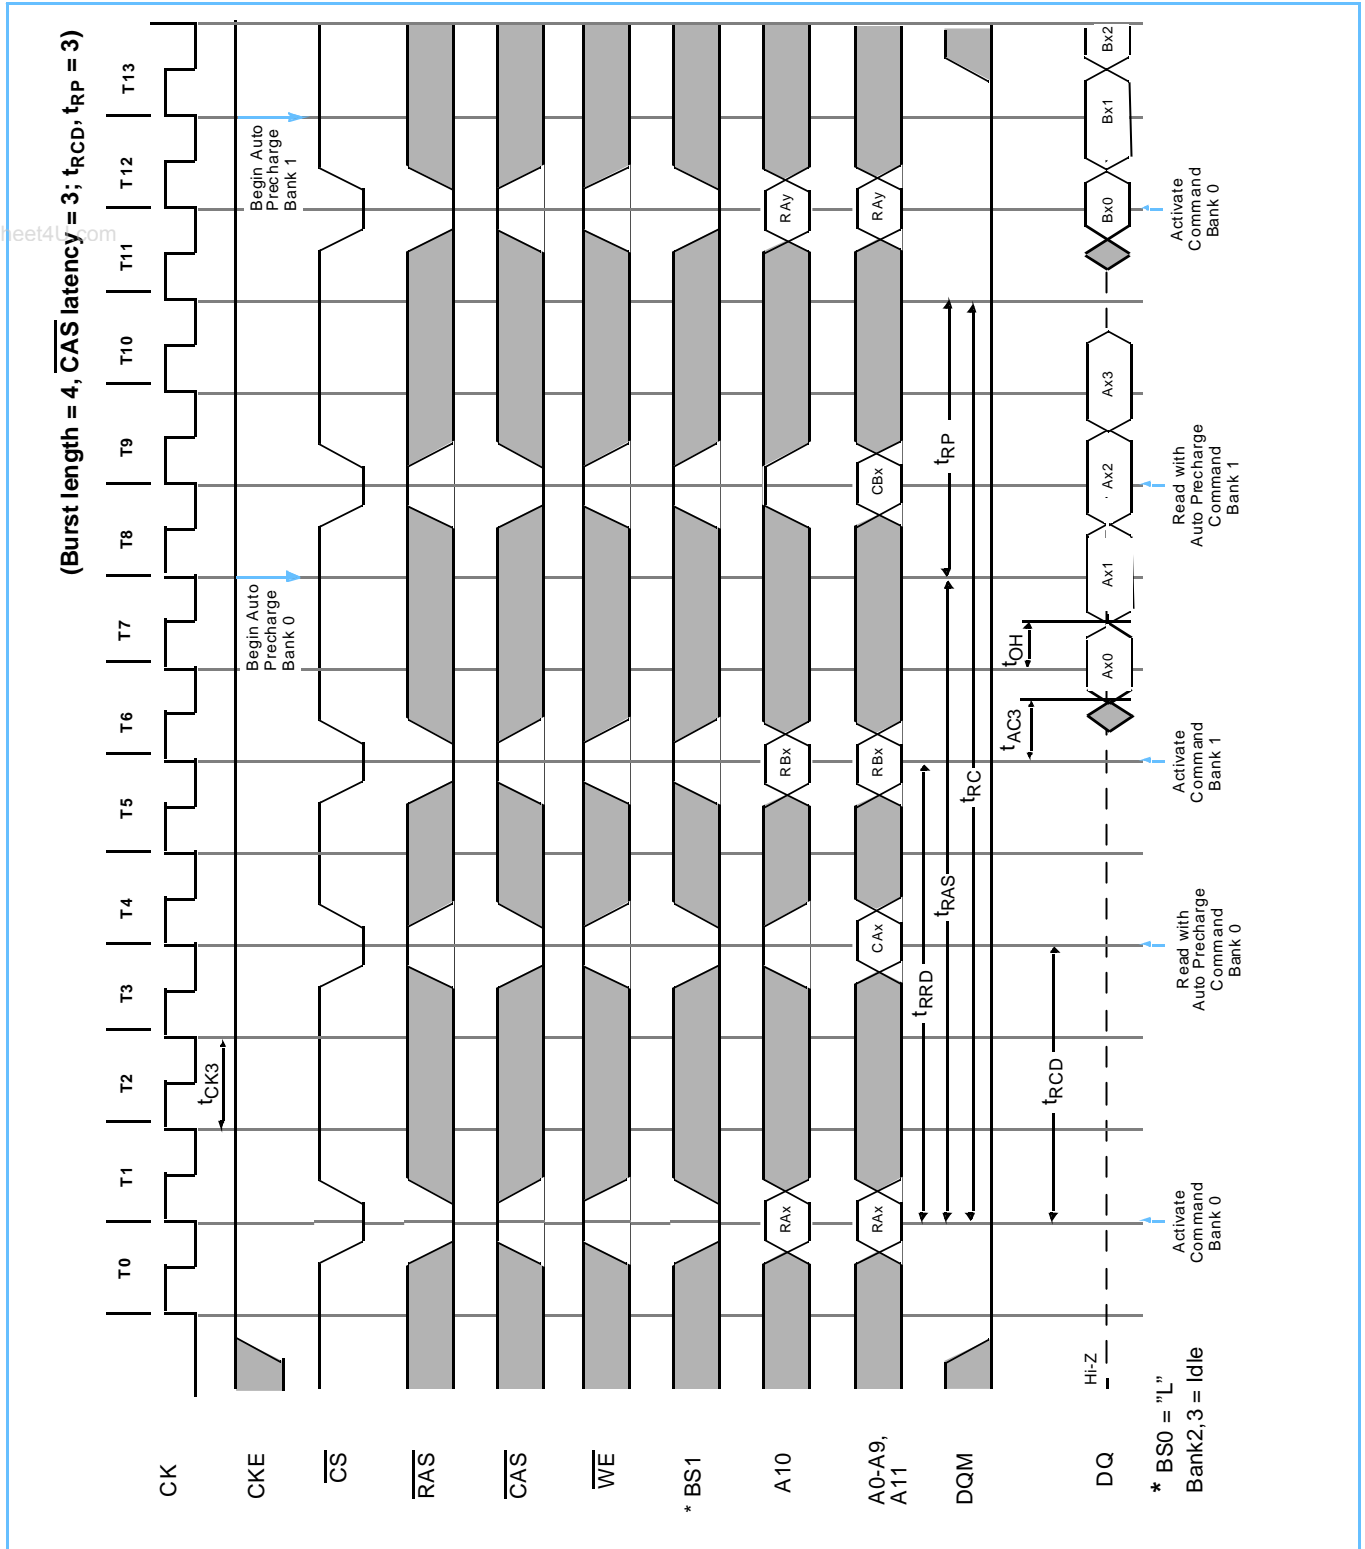 (Burst length = 4, CAS latency = 3; tRCD, tRP = 3)
T0 T1 T2 T3 T4 T5 T6 T7 T8 T9 T10 T11 T12 T13
CK
tCK3
CKE
Begin Auto
Precharge
Bank 0
Begin Auto
Precharge
Bank 1
CS
RAS
CAS
WE
* BS1
A10
RAx RBx RAy
A0-A9,
A11
RAx CAx RBx CBx RAy
tRRD
tRAS tRP
tRC
DQM
tRCD
tAC3 tOH
Hi-Z
DQ
Ax0 Ax1 Ax2 Ax3 Bx0 Bx1 Bx2
Activate
Command
Bank 0
Read with
Auto Precharge
Command
Bank 0
Activate
Command
Bank 1
Read with
Auto Precharge
Command
Bank 1
Activate
Command
Bank 0
* BS0 = ”L”
Bank2,3 = Idle
heet4U.com